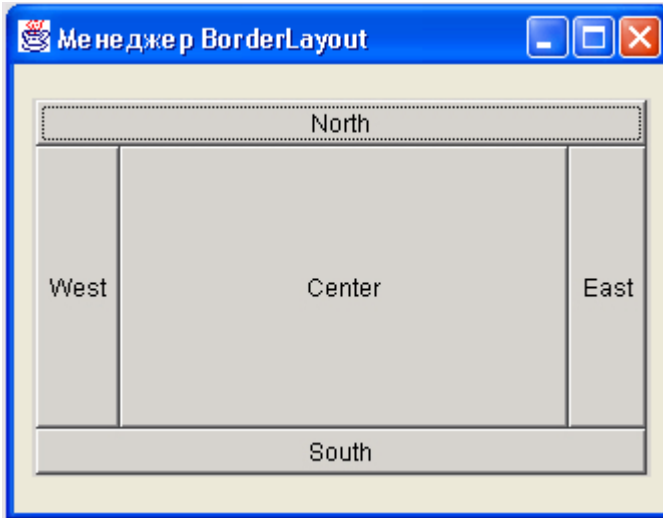 Менеджер BorderLayout
North
West Center East
South